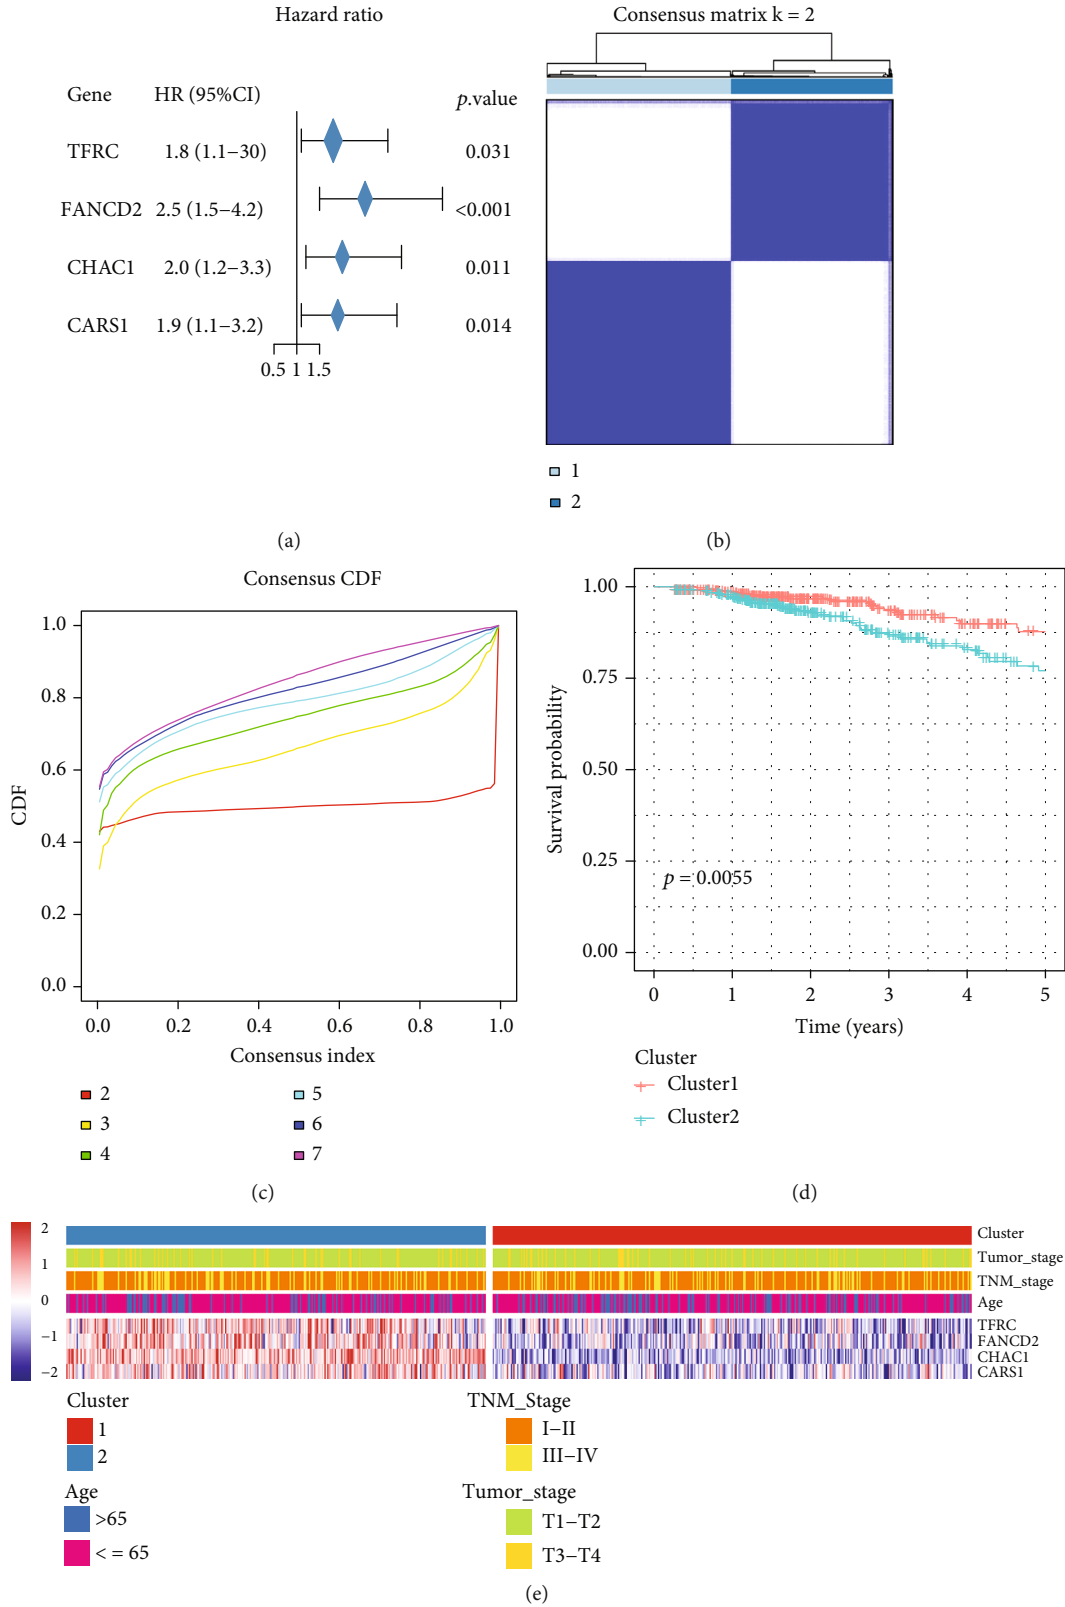 Hazard ratio
Gene HR (95%CI) p.value
TFRC 1.8 (1.1−30) 0.031
FANCD2 2.5 (1.5−4.2) <0.001
CHAC1 2.0 (1.2−3.3) 0.011
CARS1 1.9 (1.1−3.2) 0.014
0.5 1 1.5
(a)
Consensus matrix k = 2
1
2
(b)
Consensus CDF
CDF
1.0
0.8
0.6
0.4
0.2
0.0
0.0 0.2 0.4 0.6 0.8 1.0
Consensus index
2 5
3 6
4 7
(c)
Survival probability
1.00
0.75
0.50
0.25
0.00
p = 0.0055
0 1 2 3 4 5
Time (years)
Cluster
Cluster1
Cluster2
(d)
2
1
0
−1
−2
Cluster
Tumor_stage
TNM_stage
Age
TFRC
FANCD2
CHAC1
CARS1
Cluster
1
2
Age
>65
< = 65
TNM_Stage
I−II
III−IV
Tumor_stage
T1−T2
T3−T4
(e)